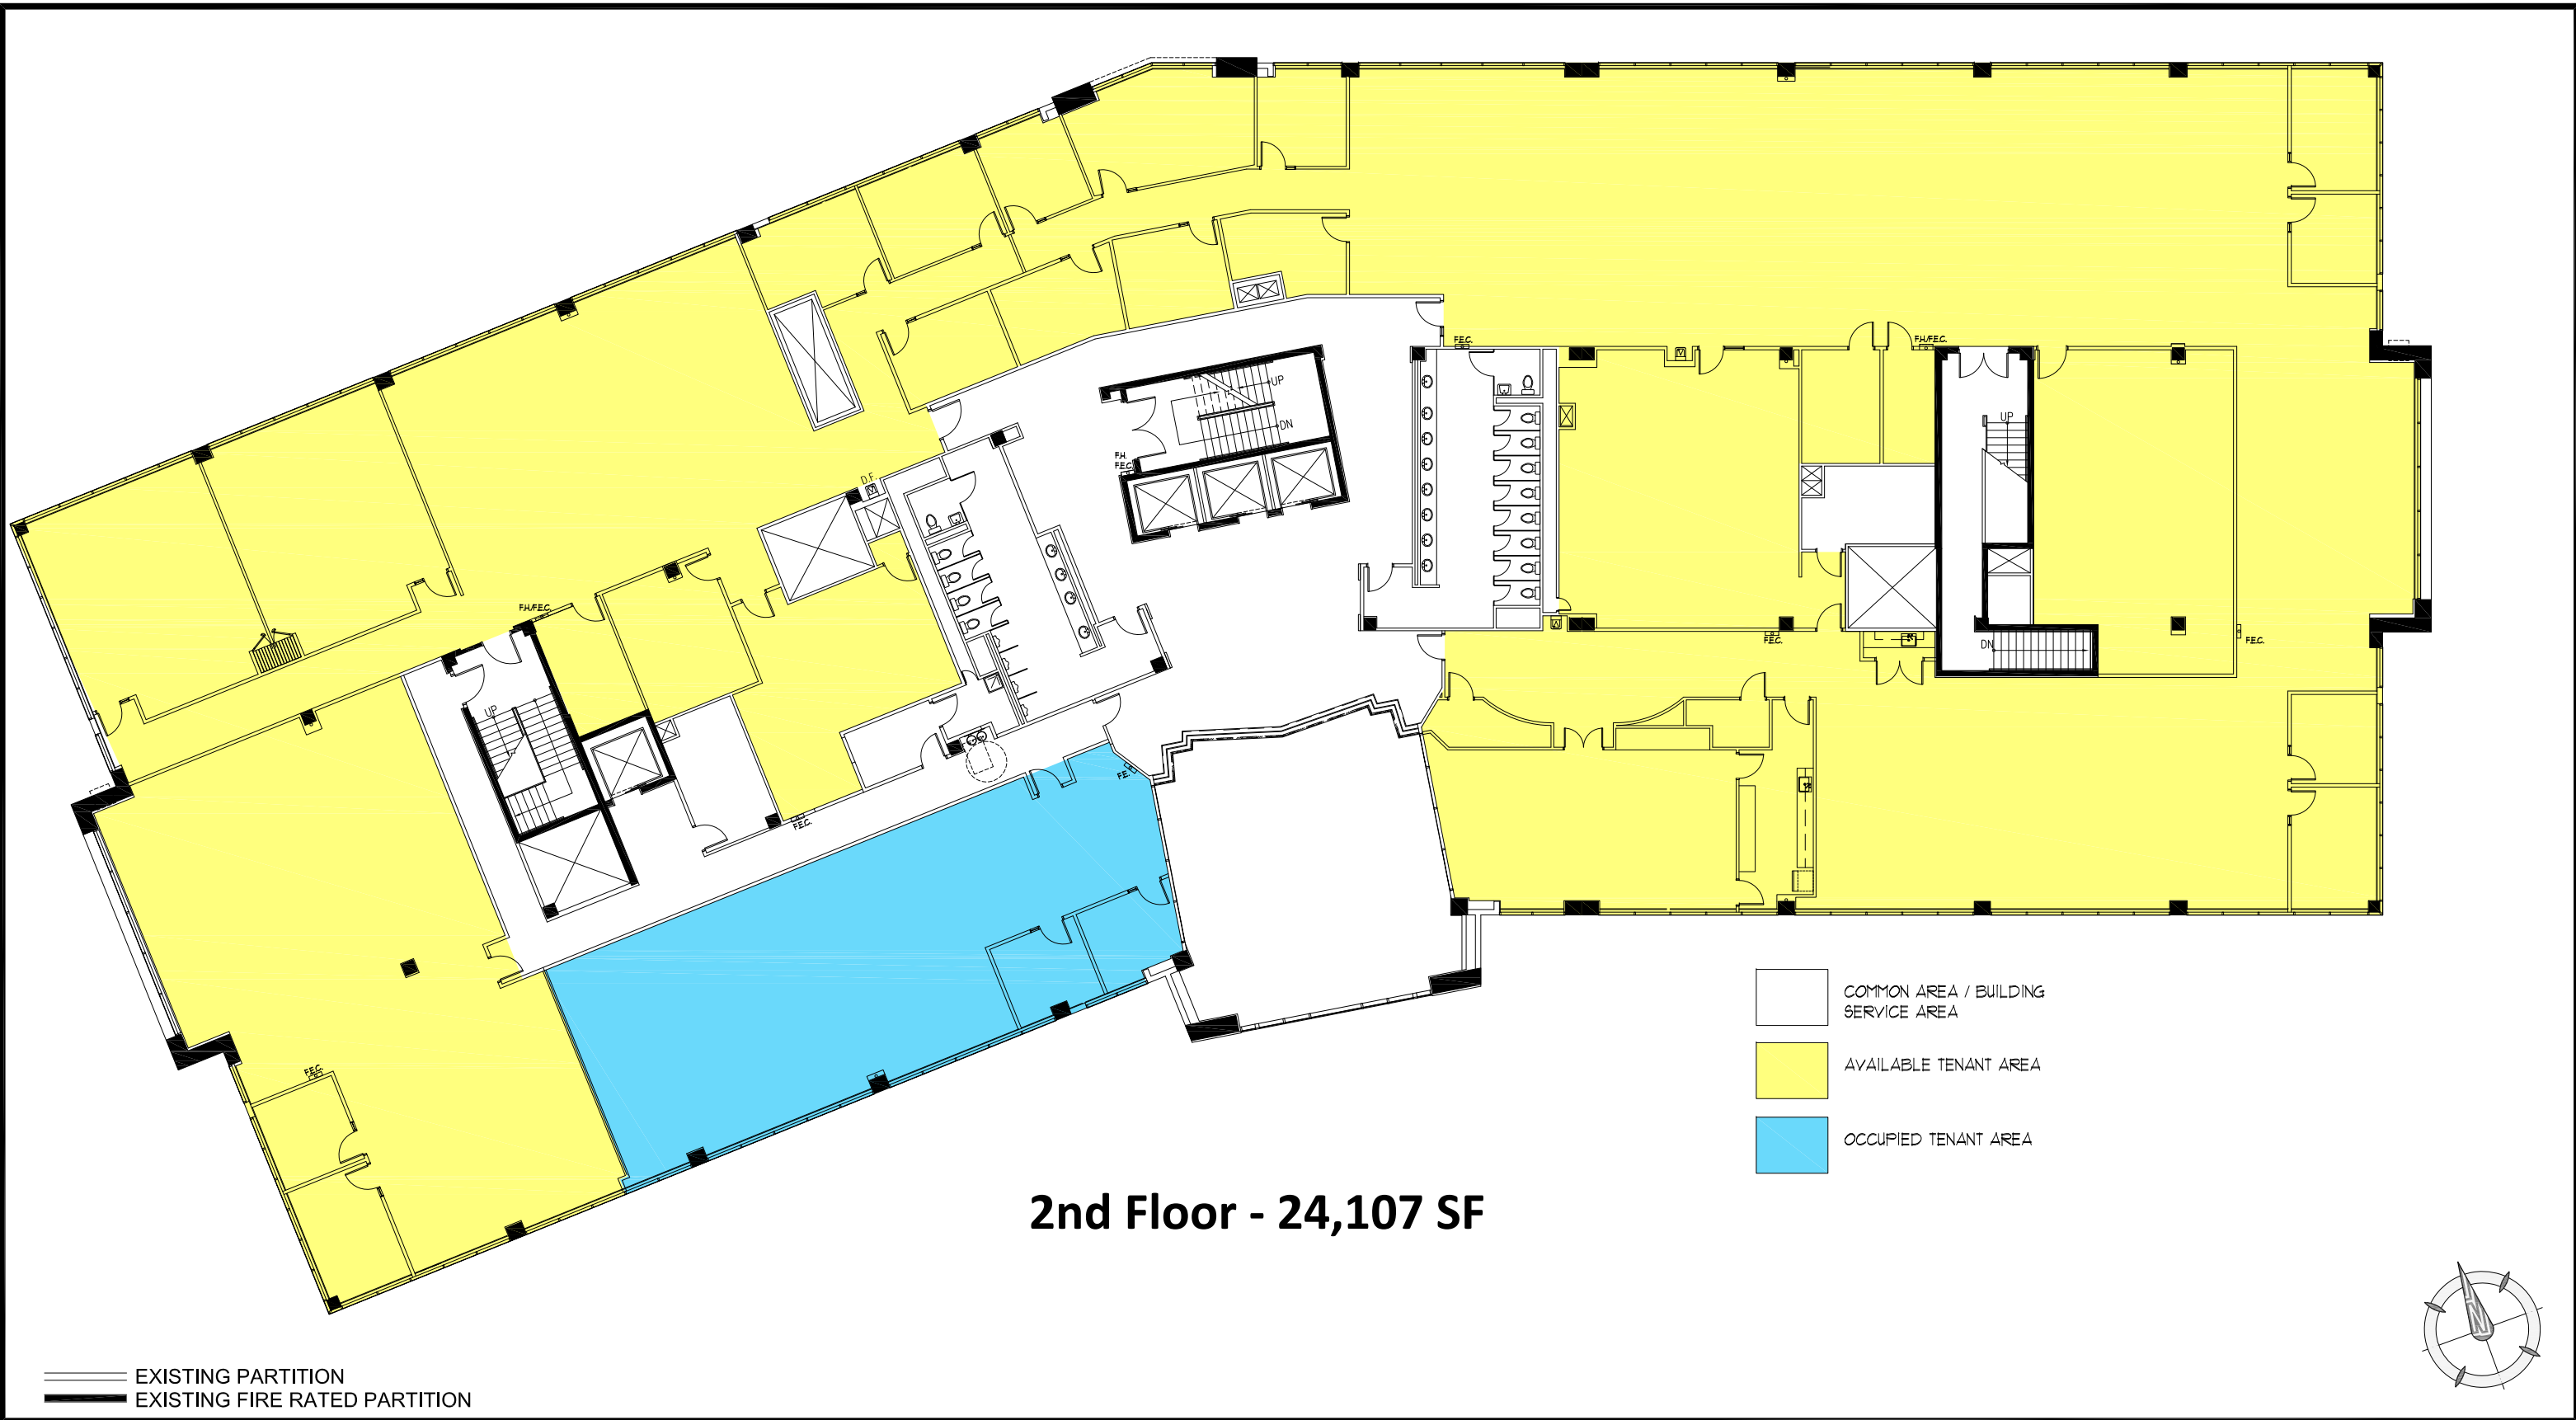 UP
F.E.C.
F.H./F.E.C.
DN
UP
F.H.
F.E.C.
D.F.
F.H./F.E.C.
F.E.C.
F.E.C.
DN
UP
F.E.
F.E.C.
COMMON AREA / BUILDING
SERVICE AREA
AVAILABLE TENANT AREA
F.E.C.
OCCUPIED TENANT AREA
2nd Floor - 24,107 SF
N
EXISTING PARTITION
EXISTING FIRE RATED PARTITION